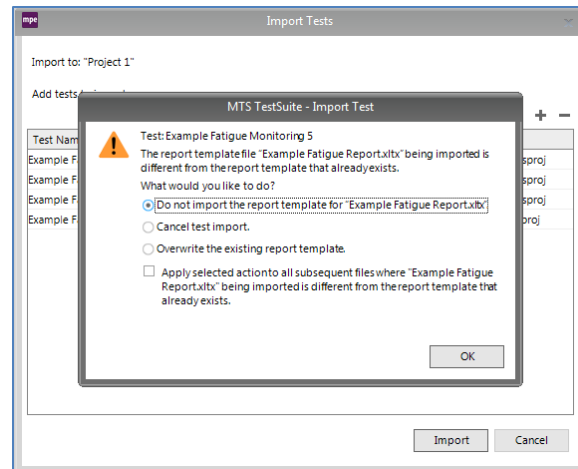 mpe
Import Tests
Import to: "Project 1"
Add tests
MTS TestSuite - Import Test
Test Nam
Example F
Example F
Example F
Example F
sproj
sproj
sproj
proj
Test: Example Fatigue Monitoring 5
The report template file "Example Fatigue Report.xltx" being imported is
different from the report template that already exists.
What would you like to do?
Do not import the report template for "Example Fatigue Report.xltx"
Cancel test import.
Overwrite the existing report template.
Apply selected action to all subsequent files where "Example Fatigue
Report.xltx" being imported is different from the report template that
already exists.
OK
Import
Cancel